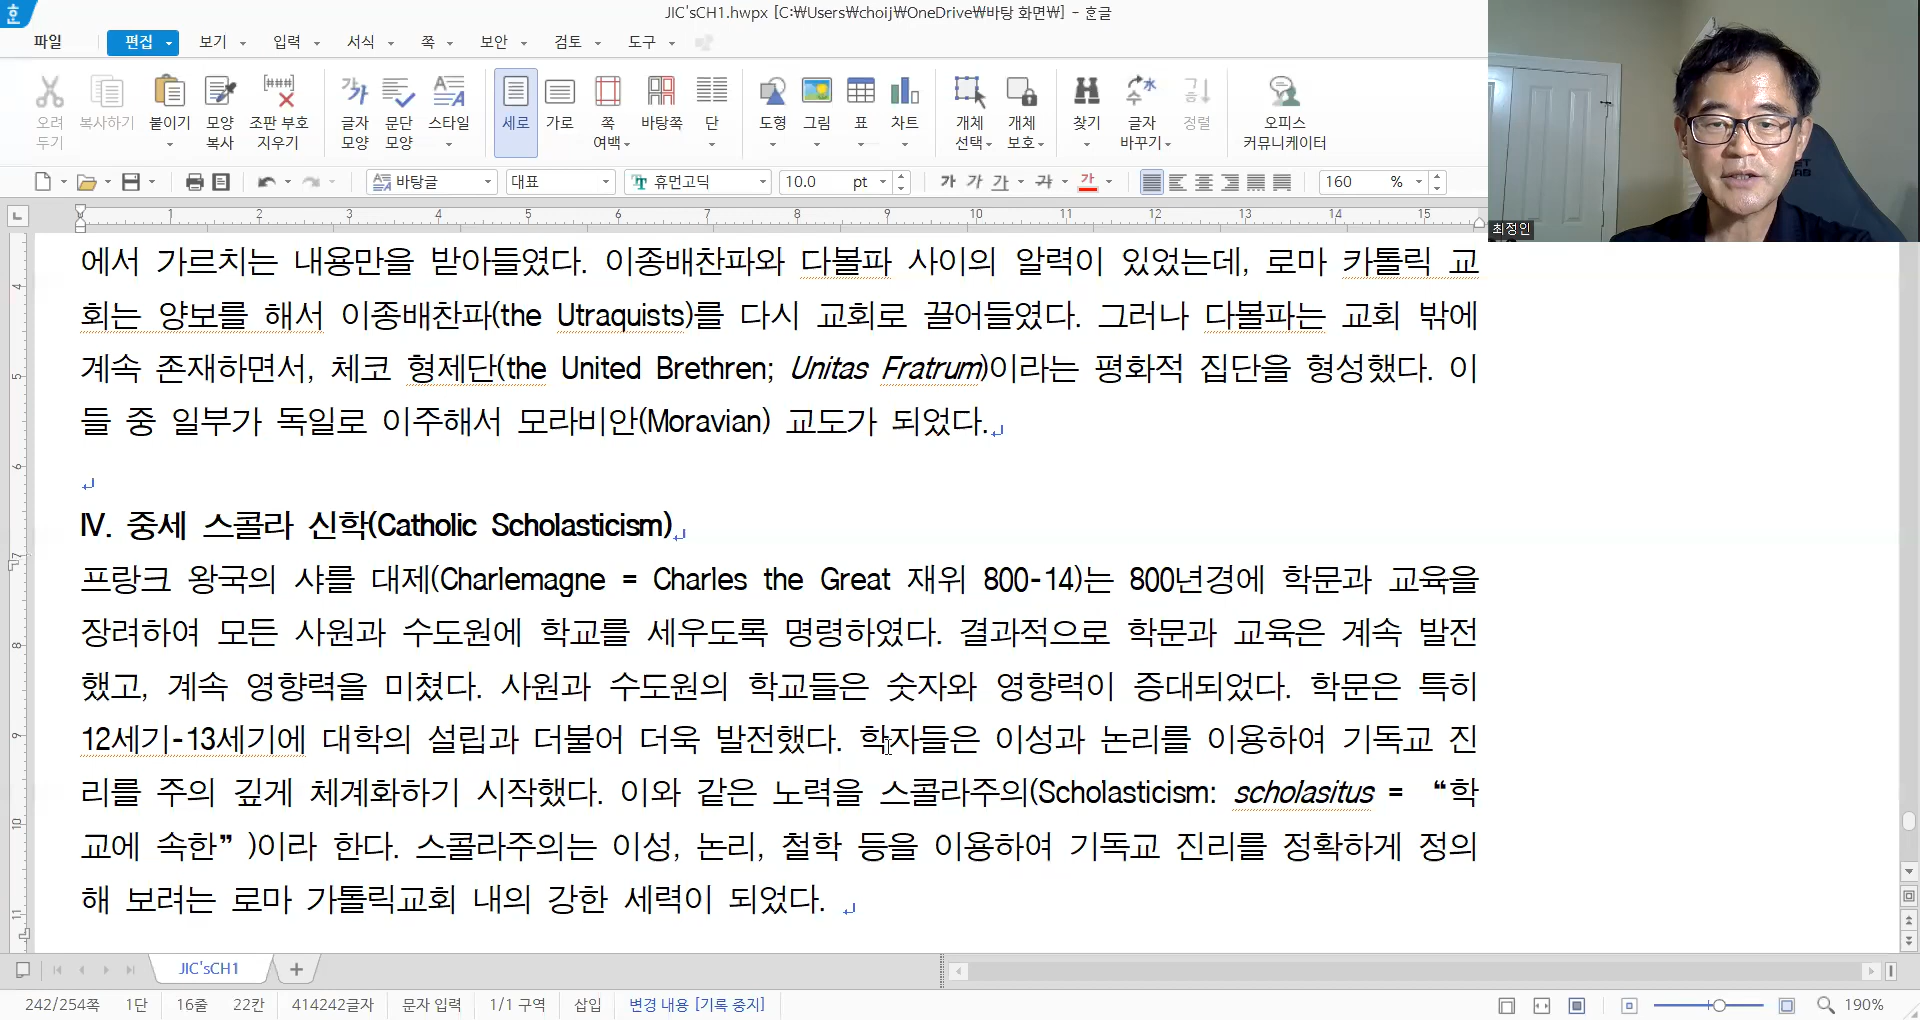 JIC'sCH1.hwpx [C:₩Users₩choij₩OneDrive₩바탕 화면₩] - 훈글
파일 편집 보기 입력 서식 쪽 보안 검토 도구
오려 두기 복사하기 붙이기 모양 복사 조판 부호 지우기 글자 모양 문단 모양 스타일 세로 가로 쪽 여백 바탕쪽 단 도형 그림 표 차트 개체 선택 개체 보호 찾기 글자 바꾸기 정렬 오피스 커뮤니케이터
바탕글 대표 휴먼고딕 10.0 pt 가 가 가 가 가 160 %
1 2 3 4 5 6 7 8 9 10 11 12 13 14 15
최정인
에서 가르치는 내용만을 받아들였다. 이종배찬파와 다볼파 사이의 알력이 있었는데, 로마 카톨릭 교
회는 양보를 해서 이종배찬파(the Utraquists)를 다시 교회로 끌어들였다. 그러나 다볼파는 교회 밖에
계속 존재하면서, 체코 형제단(the United Brethren; Unitas Fratrum)이라는 평화적 집단을 형성했다. 이
들 중 일부가 독일로 이주해서 모라비안(Moravian) 교도가 되었다.
Ⅳ. 중세 스콜라 신학(Catholic Scholasticism)
프랑크 왕국의 샤를 대제(Charlemagne = Charles the Great 재위 800-14)는 800년경에 학문과 교육을
장려하여 모든 사원과 수도원에 학교를 세우도록 명령하였다. 결과적으로 학문과 교육은 계속 발전
했고, 계속 영향력을 미쳤다. 사원과 수도원의 학교들은 숫자와 영향력이 증대되었다. 학문은 특히
12세기-13세기에 대학의 설립과 더불어 더욱 발전했다. 학자들은 이성과 논리를 이용하여 기독교 진
리를 주의 깊게 체계화하기 시작했다. 이와 같은 노력을 스콜라주의(Scholasticism: scholasitus = “학
교에 속한”)이라 한다. 스콜라주의는 이성, 논리, 철학 등을 이용하여 기독교 진리를 정확하게 정의
해 보려는 로마 가톨릭교회 내의 강한 세력이 되었다.
JIC'sCH1
242/254쪽 1단 16줄 22칸 414242글자 문자 입력 1/1 구역 삽입 변경 내용 [기록 중지] 190%